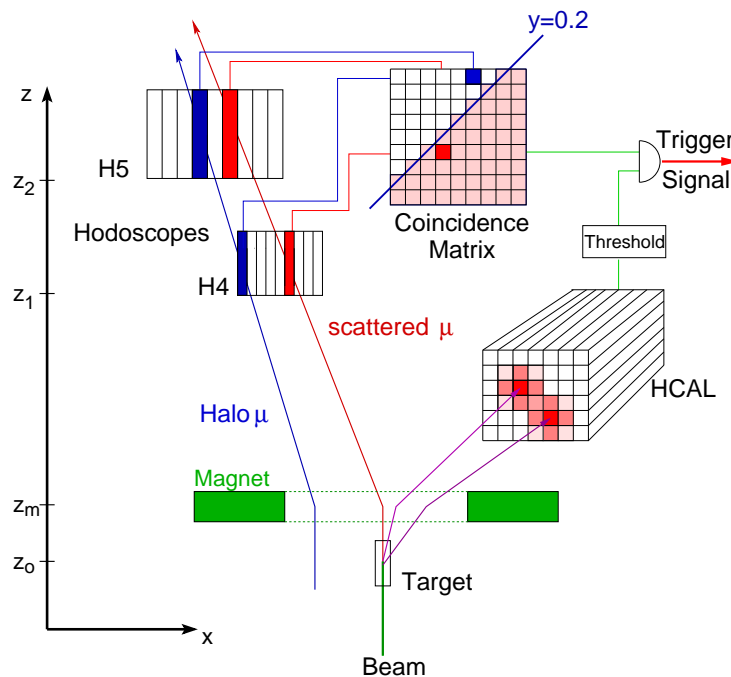 y=0.2
z
H5
z2
Hodoscopes
Coincidence
Matrix
Trigger
Signal
Threshold
H4
z1
scattered μ
HCAL
Halo μ
Magnet
zm
zo
Target
x
Beam